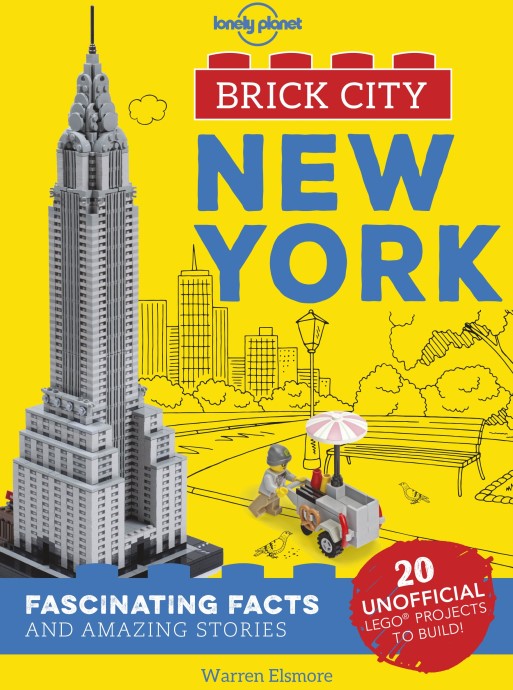 lonely planet
BRICK CITY
NEW
YORK
FASCINATING FACTS
AND AMAZING STORIES
20
UNOFFICIAL
LEGO® PROJECTS
TO BUILD!
Warren Elsmore